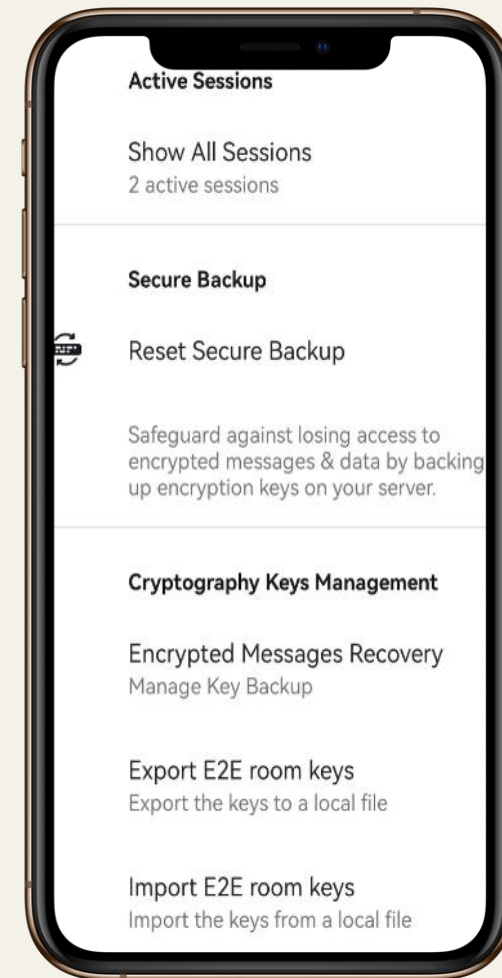 Active Sessions
Show All Sessions
2 active sessions
Secure Backup
Reset Secure Backup
Safeguard against losing access to
encrypted messages & data by backing
up encryption keys on your server.
Cryptography Keys Management
Encrypted Messages Recovery
Manage Key Backup
Export E2E room keys
Export the keys to a local file
Import E2E room keys
Import the keys from a local file